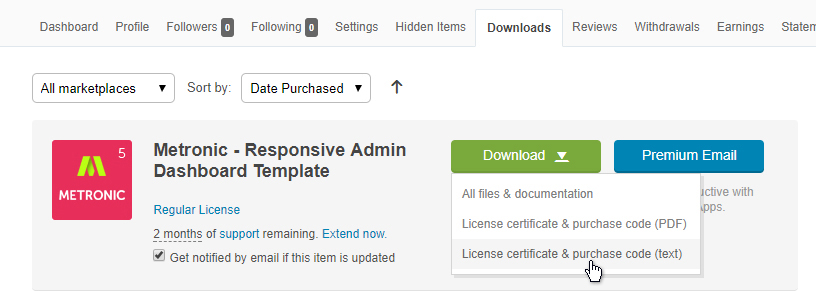 Dashboard Profile Followers 0 Following 0 Settings Hidden Items Downloads Reviews Withdrawals Earnings Statem
All marketplaces Sort by: Date Purchased
5
METRONIC
Metronic - Responsive Admin
Dashboard Template
Regular License
2 months of support remaining. Extend now.
Get notified by email if this item is updated
Download Premium Email
All files & documentation
License certificate & purchase code (PDF)
License certificate & purchase code (text)
uctive with
Apps.